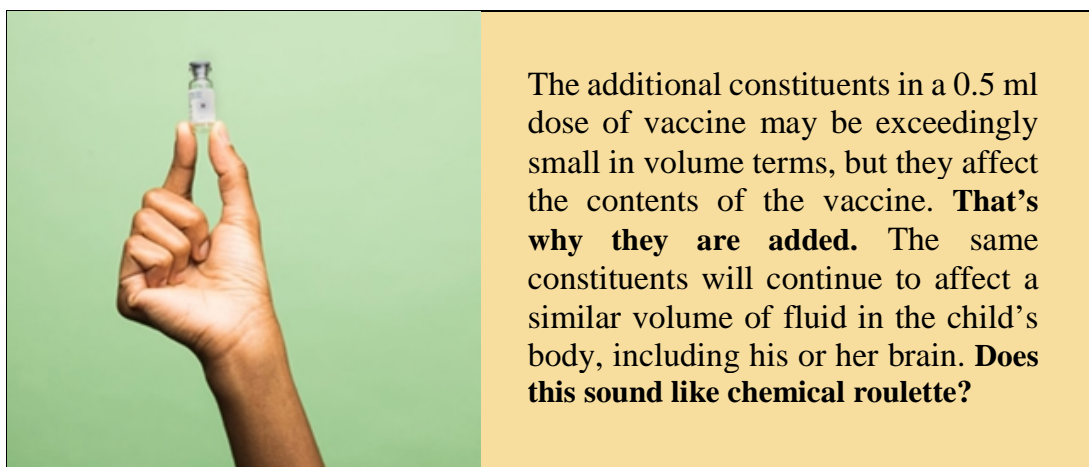 The additional constituents in a 0.5 ml
dose of vaccine may be exceedingly
small in volume terms, but they affect
the contents of the vaccine. That’s
why they are added. The same
constituents will continue to affect a
similar volume of fluid in the child’s
body, including his or her brain. Does
this sound like chemical roulette?